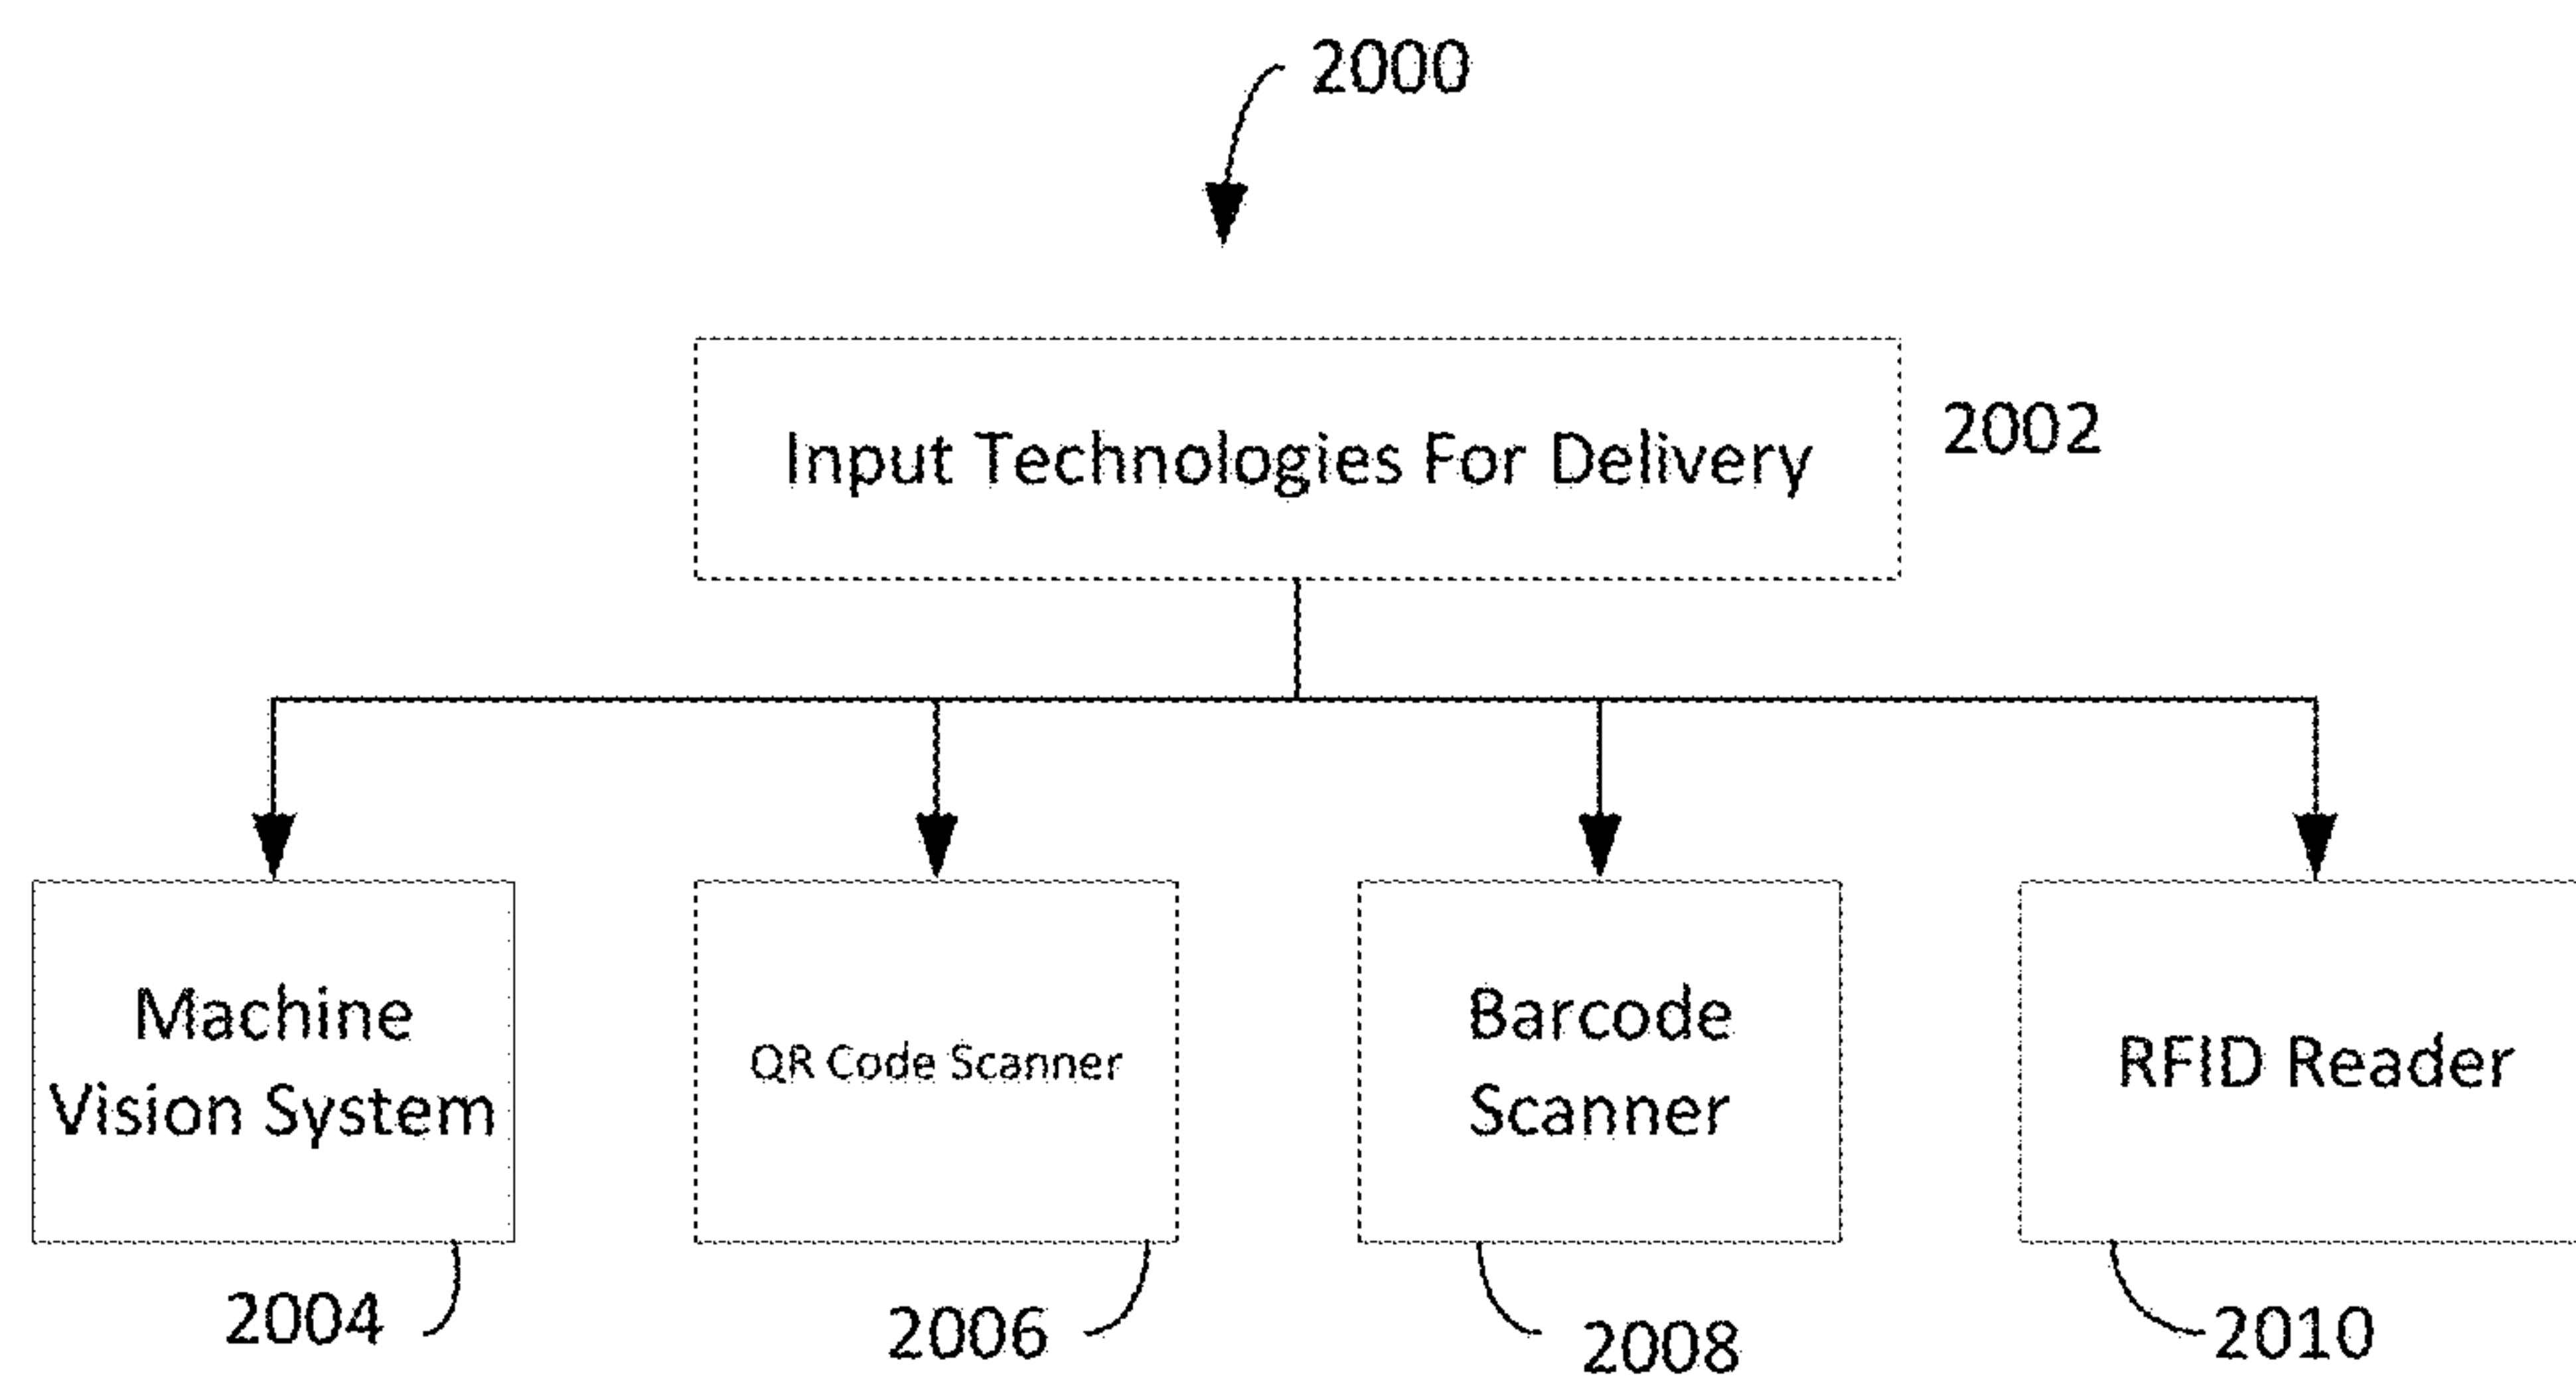 2000
Input Technologies For Delivery
2002
Machine
Vision System
QR Code Scanner
Barcode
Scanner
RFID Reader
2004
2006
2008
2010